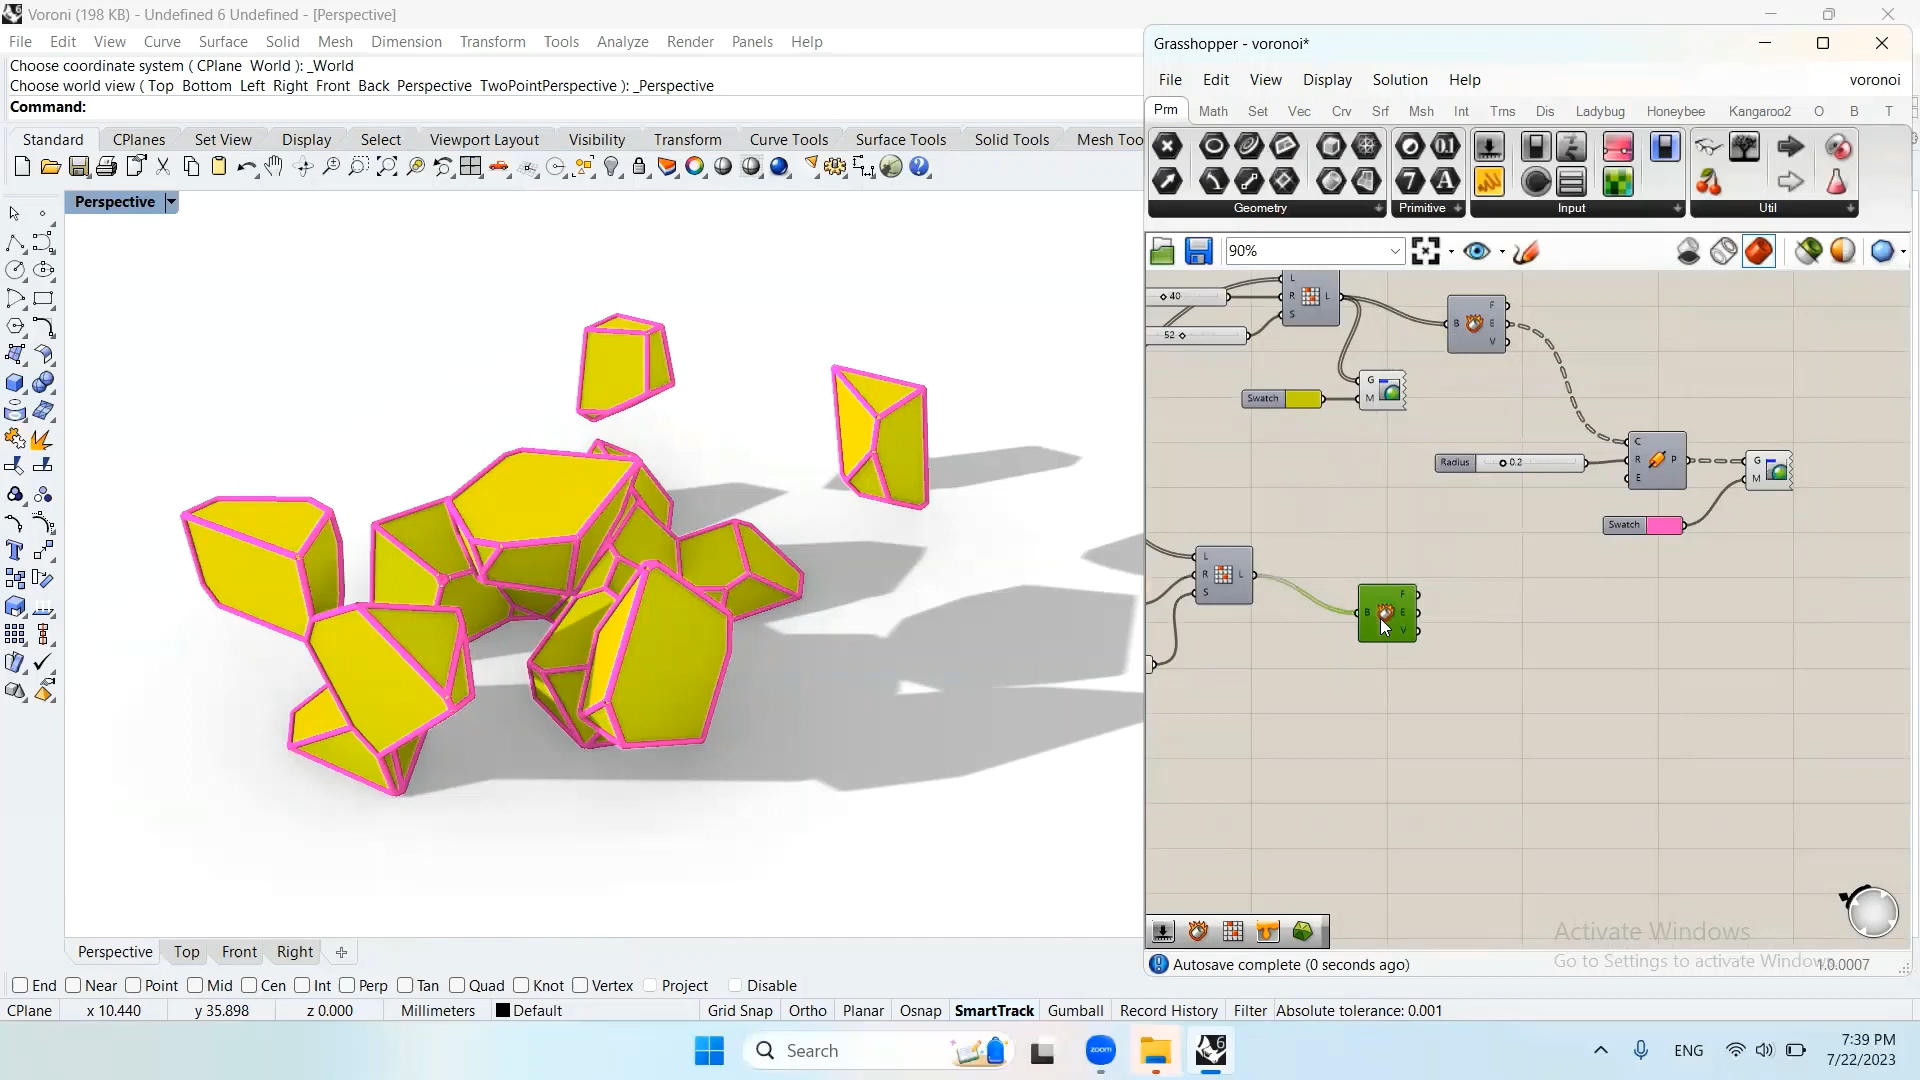 Voroni (198 KB) - Undefined 6 Undefined - [Perspective]
File Edit View Curve Surface Solid Mesh Dimension Transform Tools Analyze Render Panels Help
Choose coordinate system ( CPlane World ): _World
Choose world view ( Top Bottom Left Right Front Back Perspective TwoPointPerspective ): _Perspective
Command:
Standard CPlanes Set View Display Select Viewport Layout Visibility Transform Curve Tools Surface Tools Solid Tools Mesh Too
Perspective
Grasshopper - voronoi*
File Edit View Display Solution Help voronoi
Prm Math Set Vec Crv Srf Msh Int Trns Dis Ladybug Honeybee Kangaroo2 O B T
Geometry Primitive Input Util
90%
L
40 R L
S
52
B F
E
V
G
Swatch M
C
Radius 0.2 R P
E
G
M
Swatch
L
R L
S
F
B E
V
Activate Windows
Go to Settings to activate Windows.
Autosave complete (0 seconds ago) 1.0.0007
Perspective Top Front Right
End Near Point Mid Cen Int Perp Tan Quad Knot Vertex Project Disable
CPlane x 10.440 y 35.898 z 0.000 Millimeters Default Grid Snap Ortho Planar Osnap SmartTrack Gumball Record History Filter Absolute tolerance: 0.001
Search zoom 6 ENG 7:39 PM
7/22/2023